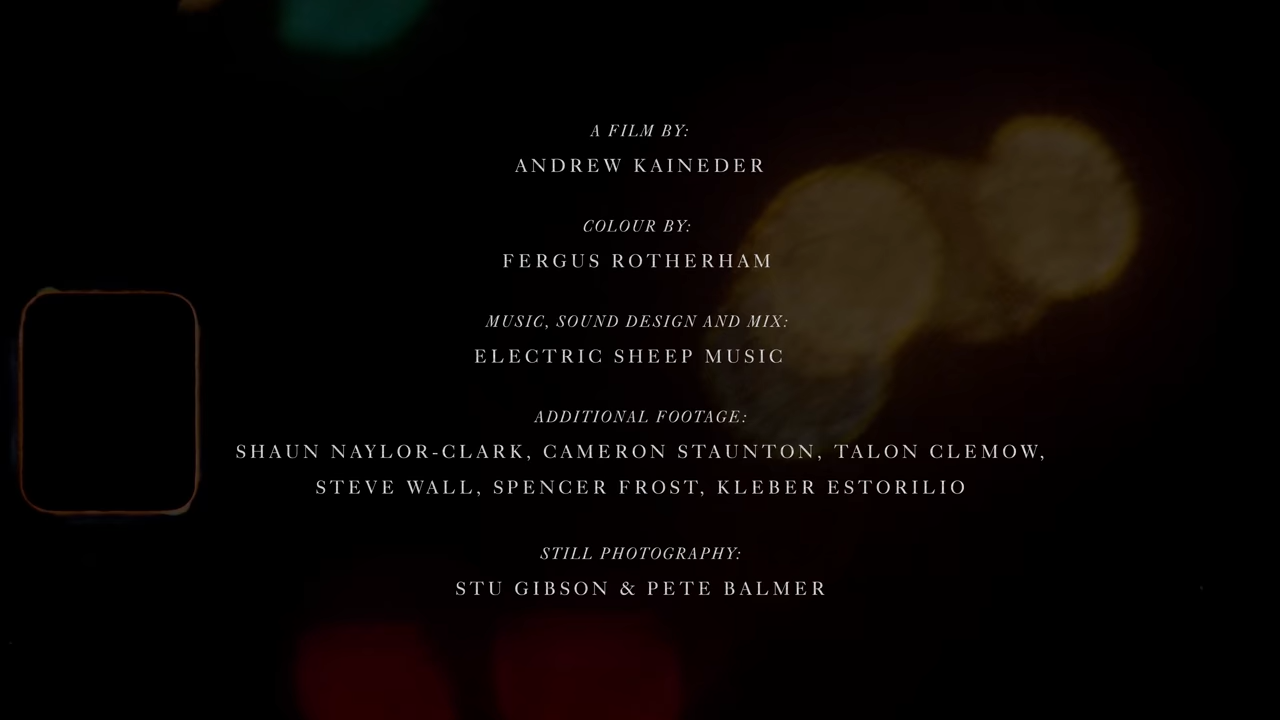 A FILM BY:
ANDREW KAINEDER
COLOUR BY:
FERGUS ROTHERHAM
MUSIC, SOUND DESIGN AND MIX:
ELECTRIC SHEEP MUSIC
ADDITIONAL FOOTAGE:
SHAUN NAYLOR-CLARK, CAMERON STAUNTON, TALON CLEMOW,
STEVE WALL, SPENCER FROST, KLEBER ESTORILIO
STILL PHOTOGRAPHY:
STU GIBSON & PETE BALMER